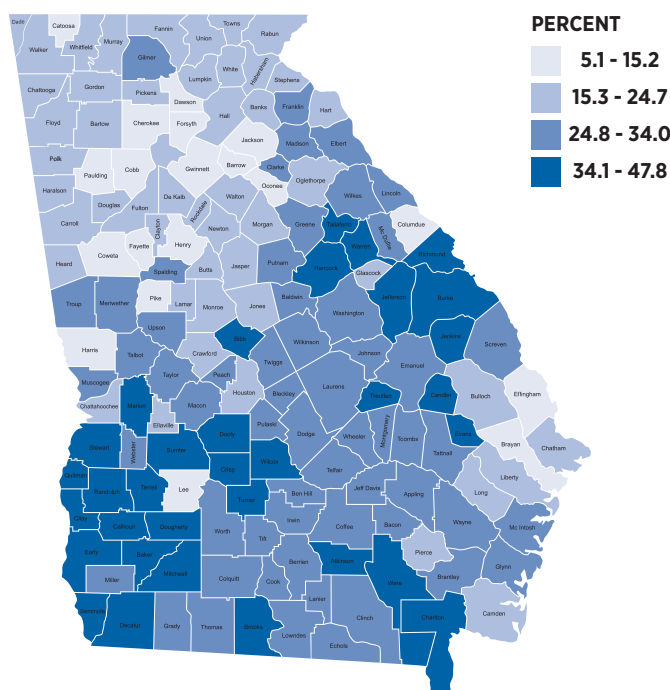 PERCENT
5.1 - 15.2
15.3 - 24.7
24.8 - 34.0
34.1 - 47.8
Dade
Catoosa
Fannin
Towns
Rabun
Walker
Whitfield
Murray
Union
Gilmer
White
Habersham
Lumpkin
Stephens
Chattooga
Gordon
Pickens
Dawson
Hall
Banks
Franklin
Hart
Floyd
Bartow
Cherokee
Forsyth
Jackson
Madison
Elbert
Polk
Paulding
Cobb
Gwinnett
Barrow
Clarke
Oconee
Oglethorpe
Haralson
Douglas
Fulton
De Kalb
Rockdale
Walton
Wilkes
Lincoln
Carroll
Clayton
Newton
Morgan
Greene
Taliaferro
Mc Duffie
Columdue
Coweta
Fayette
Henry
Warren
Richmond
Heard
Spalding
Butts
Jasper
Putnam
Hancock
Glascock
Troup
Meriwether
Pike
Lamar
Monroe
Jones
Baldwin
Washington
Jefferson
Burke
Upson
Bibb
Wilkinson
Jenkins
Screven
Harris
Talbot
Crawford
Twiggs
Johnson
Emanuel
Muscogee
Taylor
Peach
Houston
Bleckley
Laurens
Treutlen
Candler
Bulloch
Effingham
Chattahoochee
Marion
Macon
Ellaville
Pulaski
Dodge
Wheeler
Montgomery
Toombs
Tattnall
Evans
Brayan
Chatham
Stewart
Webster
Sumter
Dooly
Wilcox
Telfair
Liberty
Quitman
Randolph
Terrell
Lee
Crisp
Turner
Ben Hill
Jeff Davis
Appling
Long
Clay
Calhoun
Dougherty
Worth
Tift
Irwin
Coffee
Bacon
Wayne
Mc Intosh
Early
Baker
Mitchell
Colquitt
Cook
Berrien
Atkinson
Ware
Pierce
Brantley
Glynn
Miller
Lanier
Seminole
Decatur
Grady
Thomas
Brooks
Lowndes
Echols
Clinch
Charlton
Camden